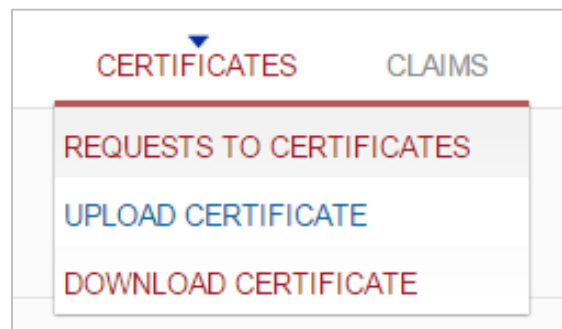 CERTIFICATES CLAIMS
REQUESTS TO CERTIFICATES
UPLOAD CERTIFICATE
DOWNLOAD CERTIFICATE